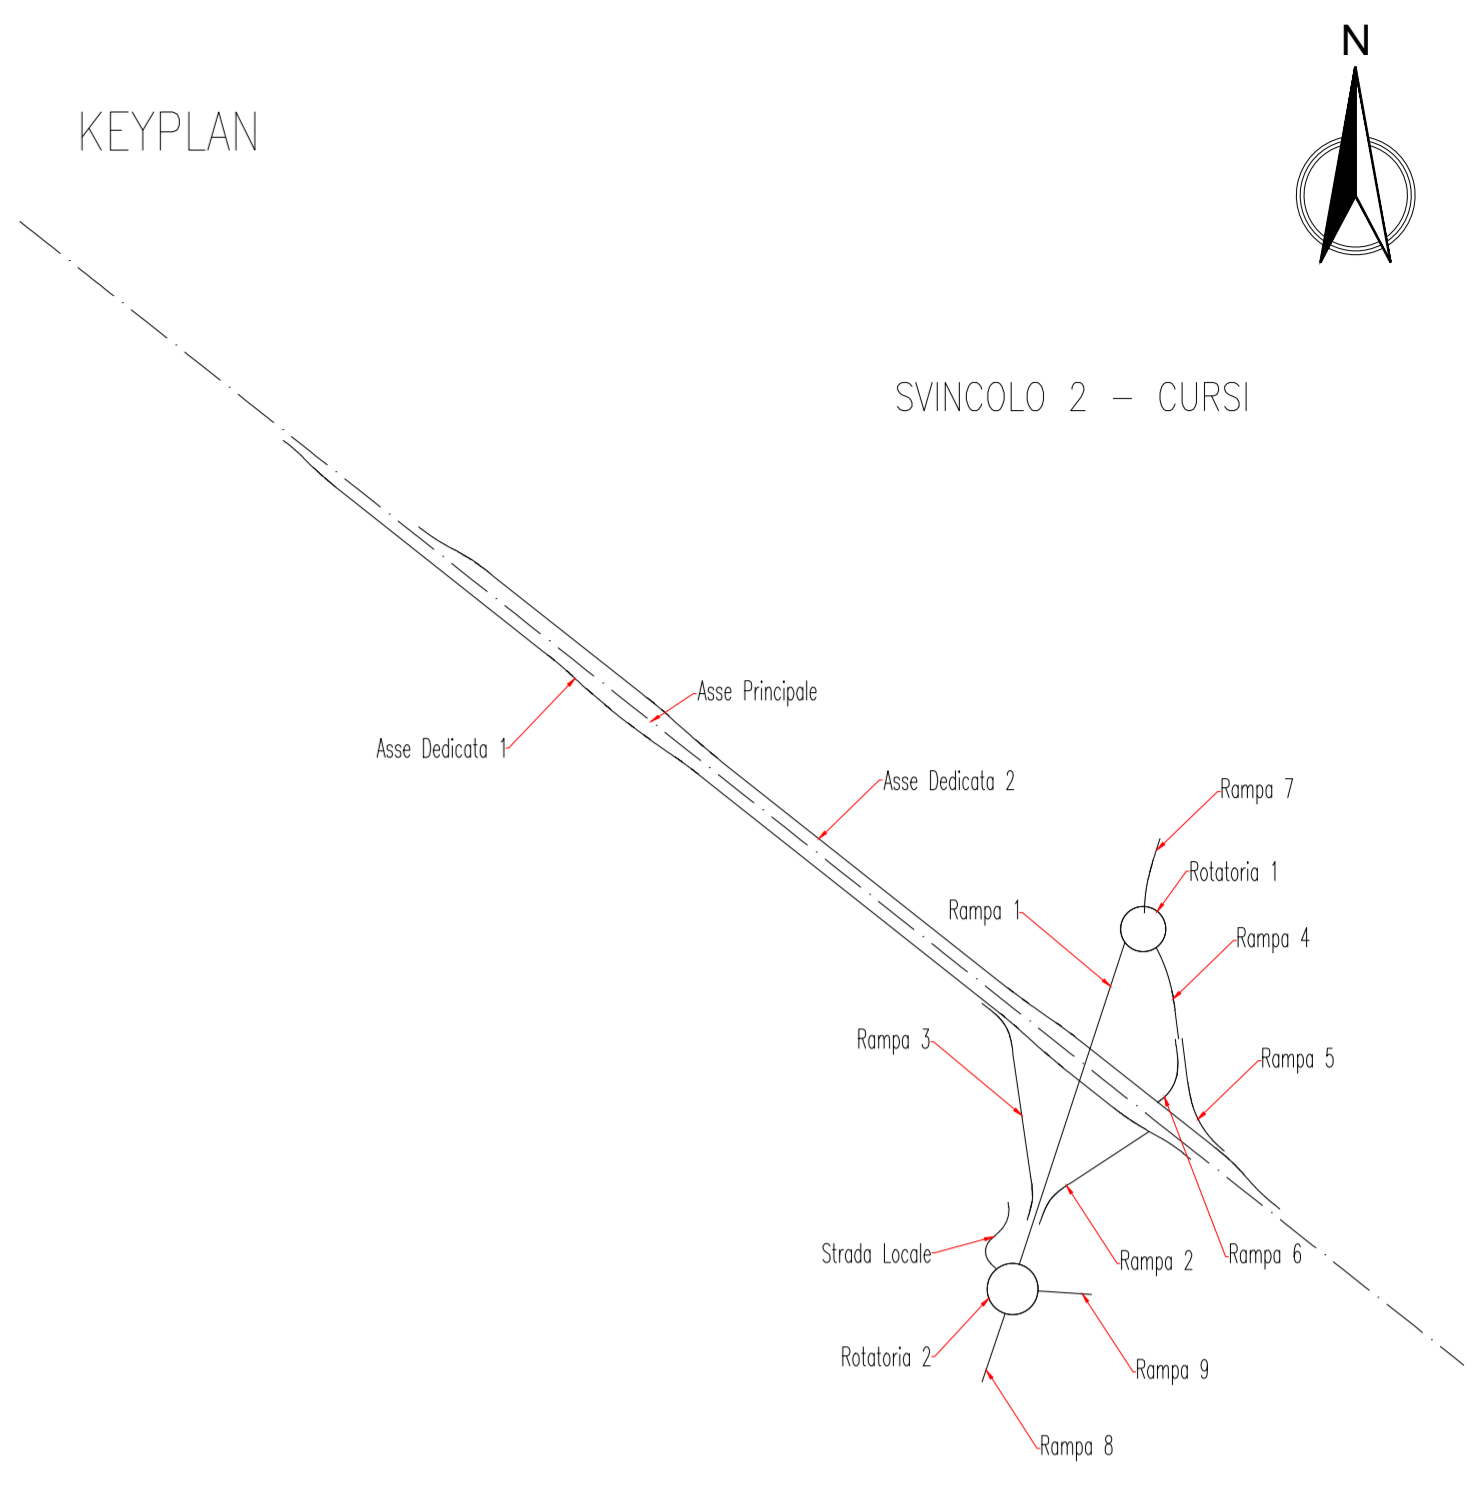 N
KEYPLAN
SVINCOLO 2 – CURSI
Asse Principale
Asse Dedicata 1
Asse Dedicata 2
Rampa 7
Rotatoria 1
Rampa 1
Rampa 4
Rampa 3
Rampa 5
Strada Locale
Rampa 2
Rampa 6
Rotatoria 2
Rampa 9
Rampa 8